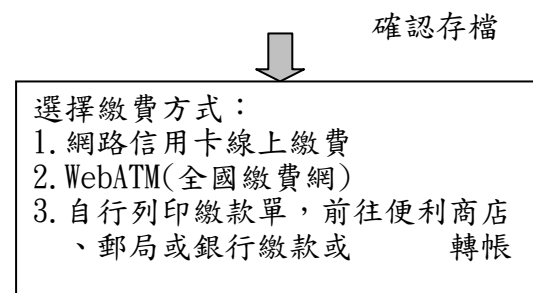 確認存檔
選擇繳費方式：
1.網路信用卡線上繳費
2.WebATM(全國繳費網)
3.自行列印繳款單，前往便利商店
、郵局或銀行繳款或 轉帳